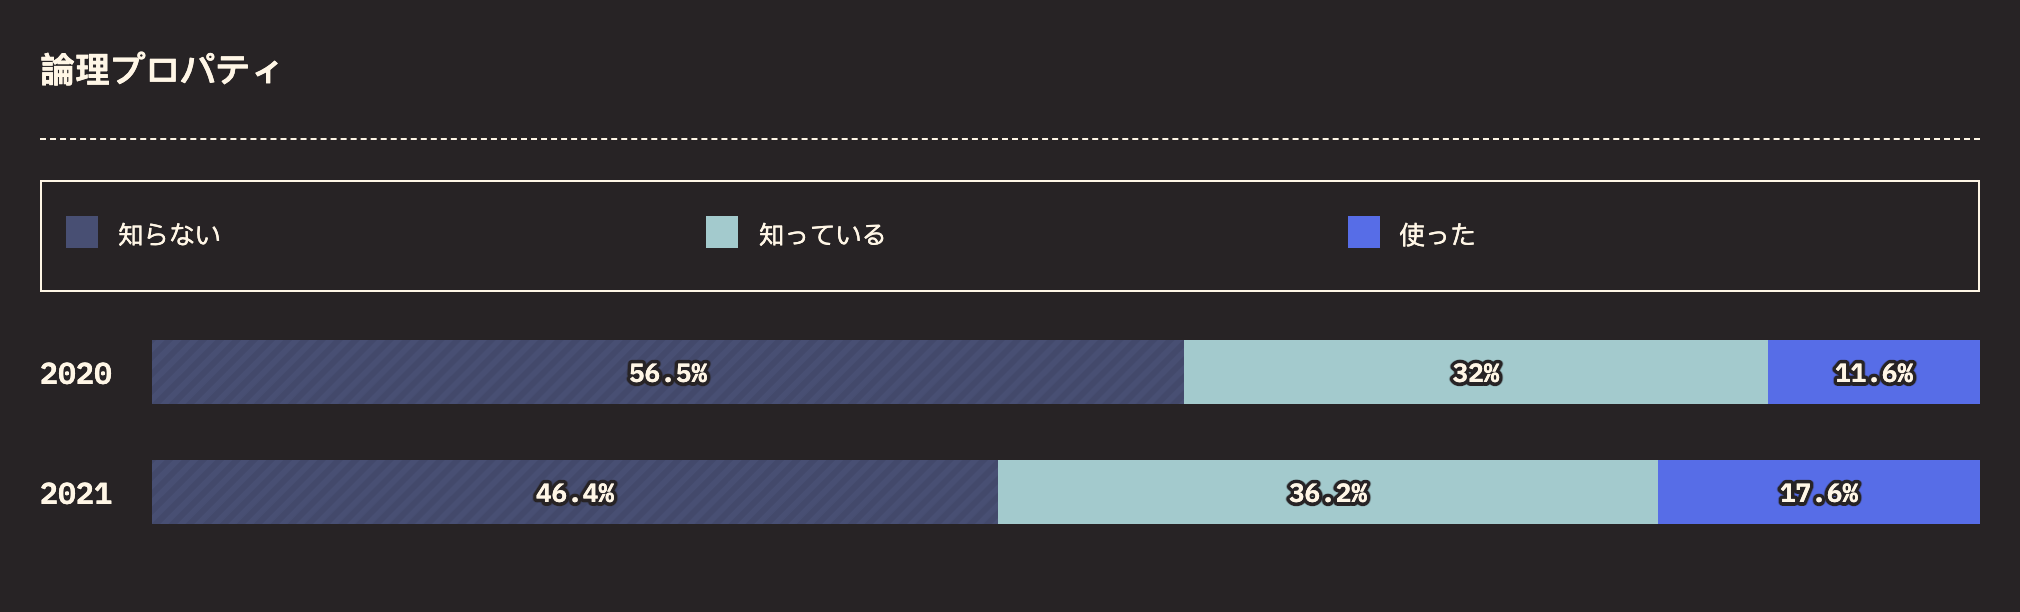 論理プロパティ
知らない 知っている 使った
2020 56.5% 32% 11.6%
2021 46.4% 36.2% 17.6%